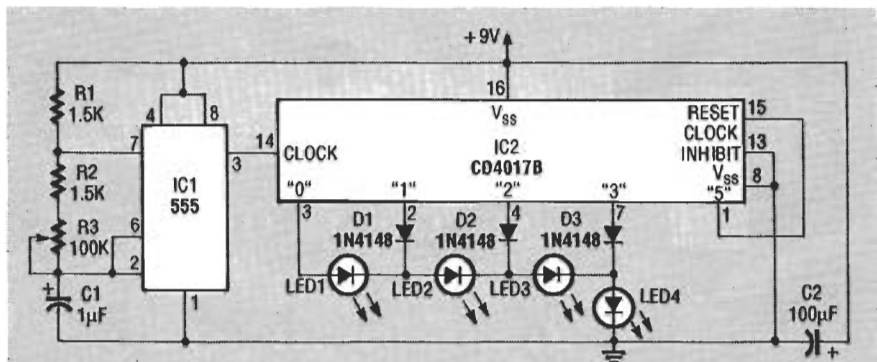 +9V
R1
1.5K
R2
1.5K
R3
100K
C1
1µF
+
4
8
7
3
6
2
1
IC1
555
14
CLOCK
16
V_SS
IC2
CD4017B
RESET
CLOCK
INHIBIT
V_SS
"5"
15
13
8
1
"0"
"1"
"2"
"3"
3
2
4
7
D1
1N4148
D2
1N4148
D3
1N4148
LED1
LED2
LED3
LED4
C2
100µF
+